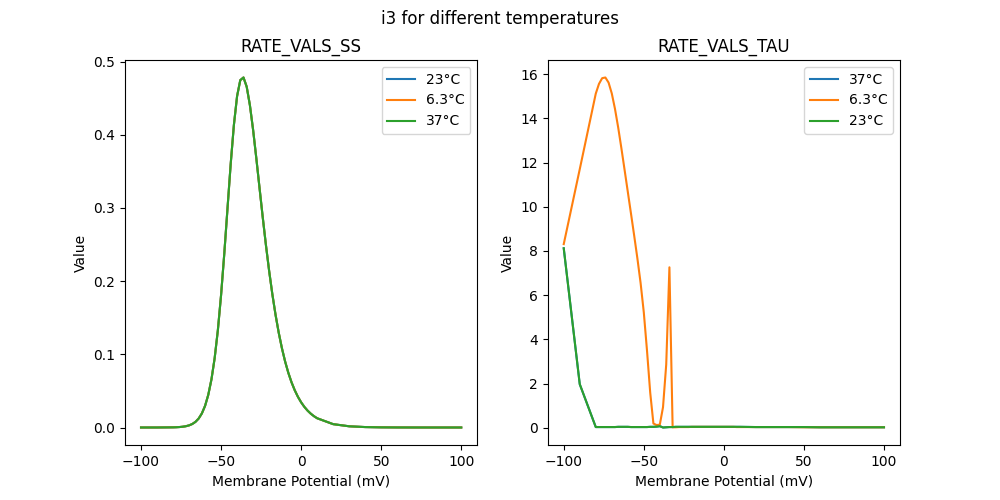 i3 for different temperatures
RATE_VALS_SS
0.5
0.4
0.3
0.2
0.1
0.0
Value
−100
−50
0
50
100
Membrane Potential (mV)
23°C
6.3°C
37°C
RATE_VALS_TAU
16
14
12
10
8
6
4
2
0
Value
−100
−50
0
50
100
Membrane Potential (mV)
37°C
6.3°C
23°C